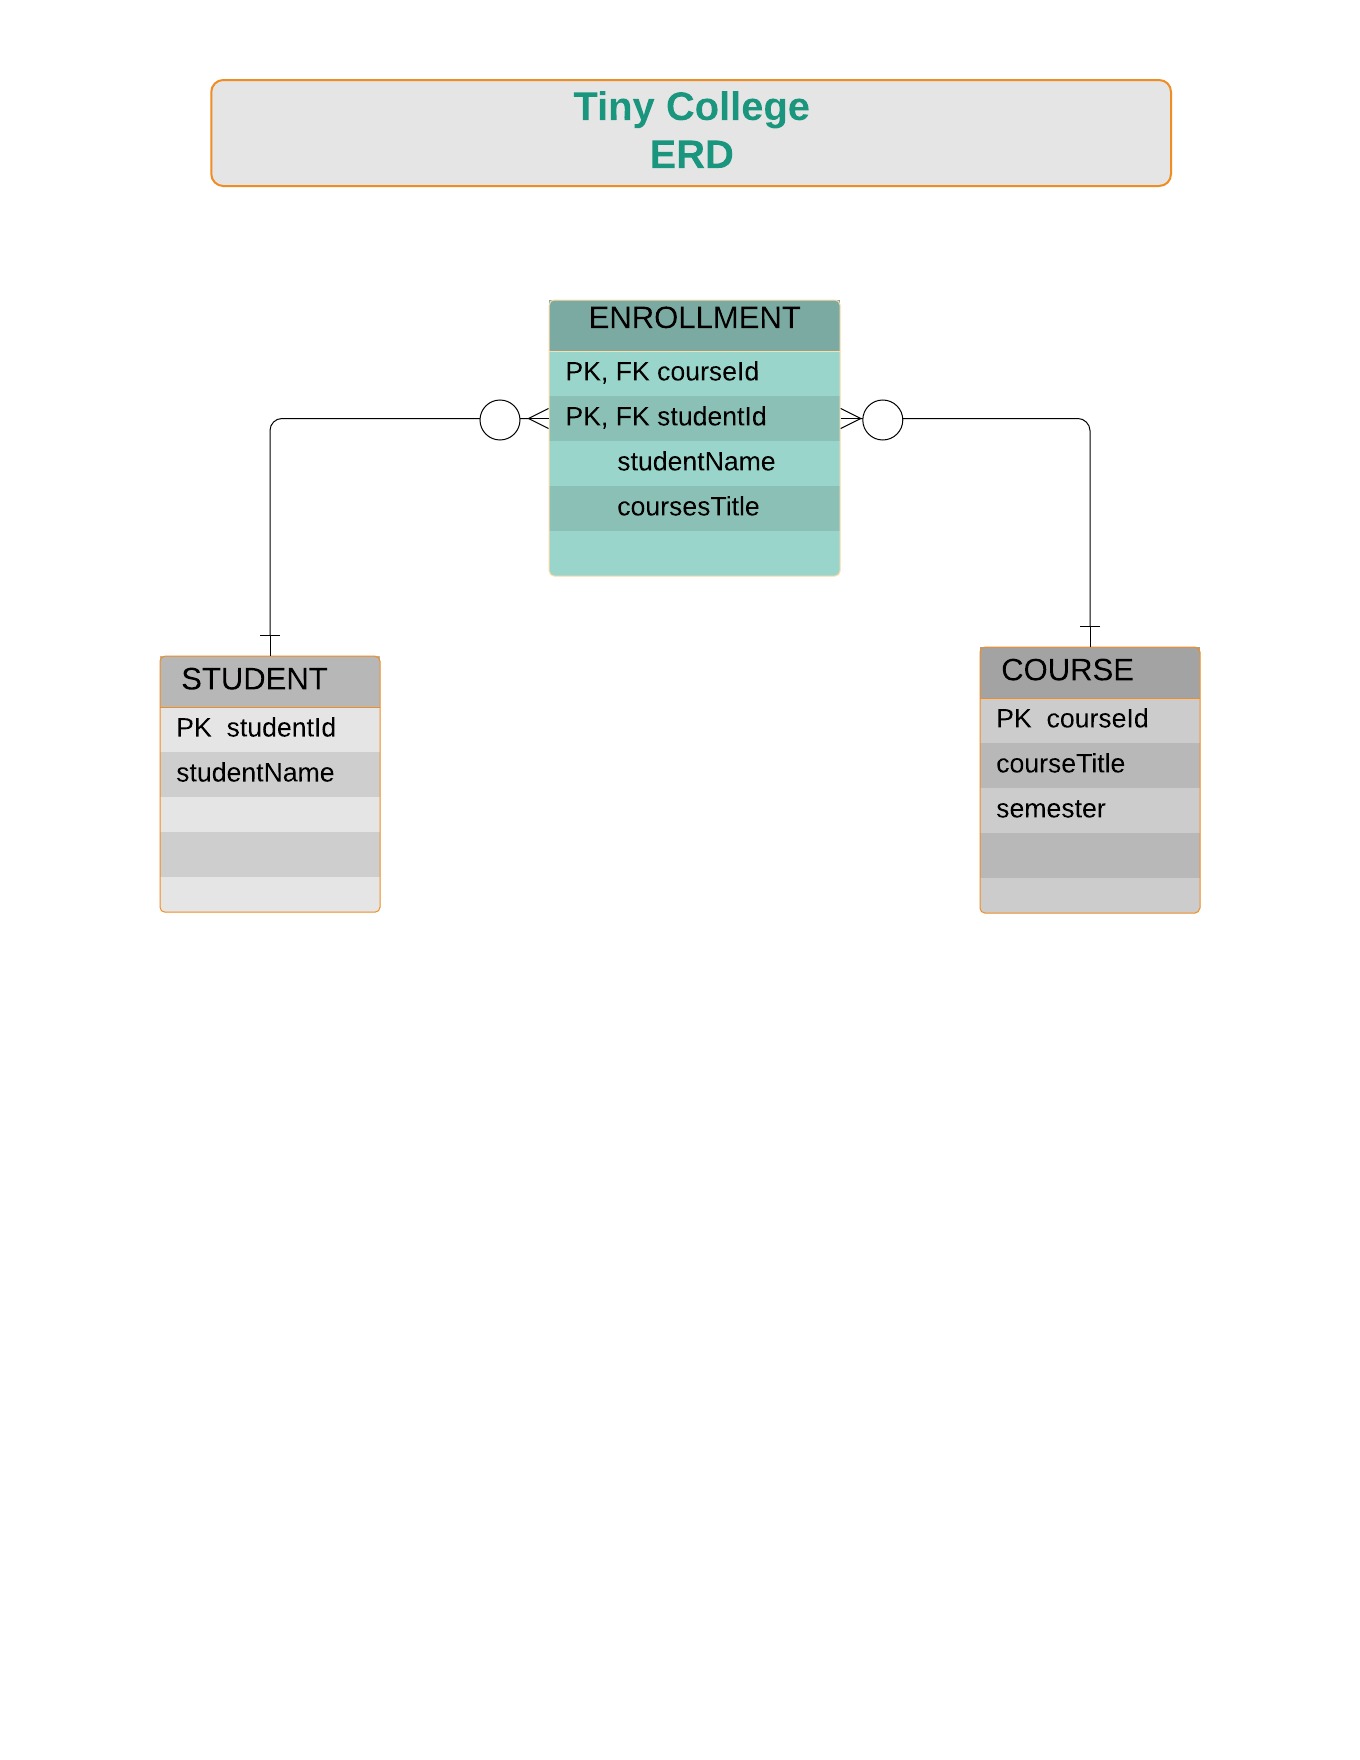 Tiny College
ERD
ENROLLMENT
PK, FK courseId
PK, FK studentId
studentName
coursesTitle
STUDENT
PK studentId
studentName
COURSE
PK courseId
courseTitle
semester